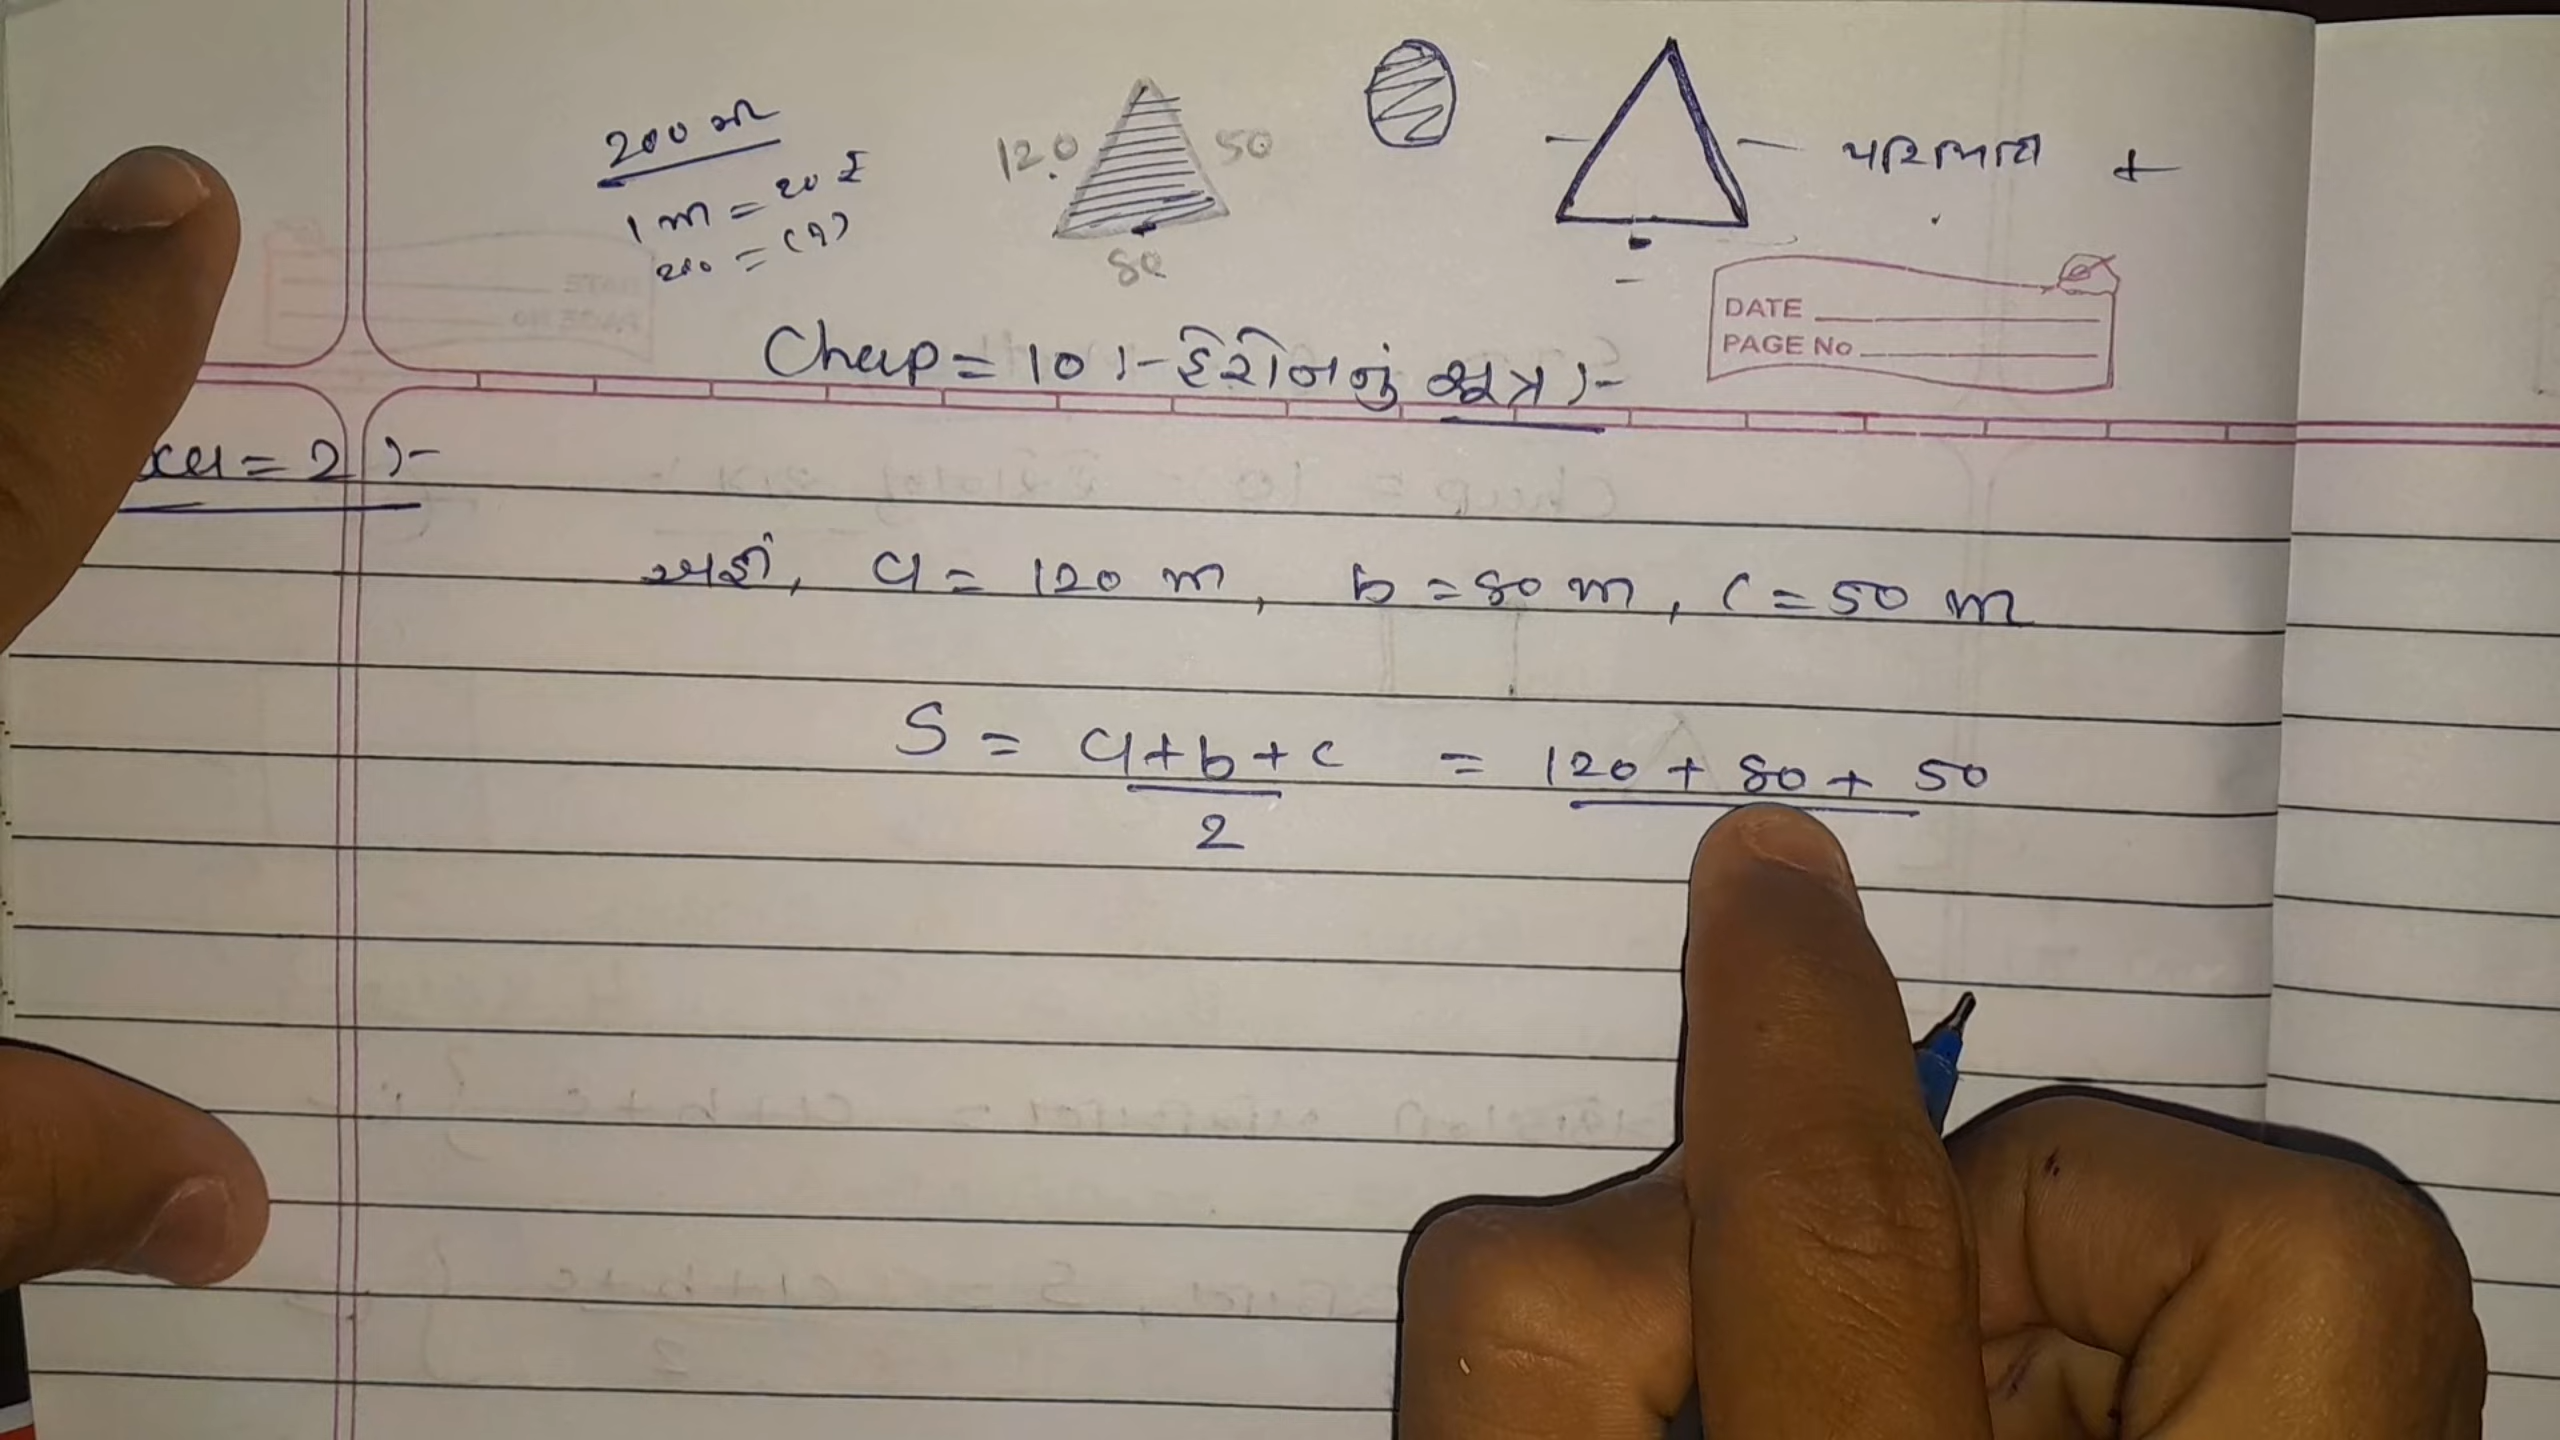 200 મી
1 m = 20 ₹
200 = (?)
120 50
80
પરિમિતિ +
DATE
PAGE No
Chap = 10 :- હેરોનનું સૂત્ર :-
= 2 :-
અહીં, a = 120 m, b = 80 m, c = 50 m
S = a+b+c = 120 + 80 + 50
2